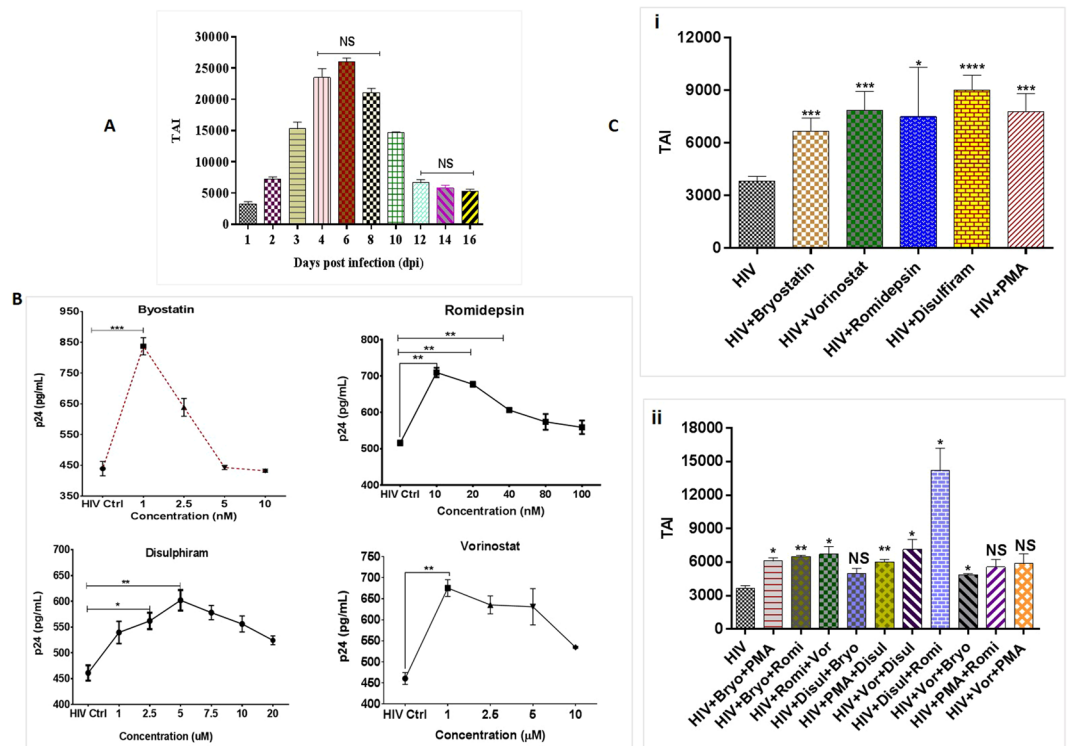 A
30000
25000
20000
15000
10000
5000
0
TAI
NS
NS
1 2 3 4 6 8 10 12 14 16
Days post infection (dpi)
B
Byostatin
950
850
750
650
550
450
350
p24 (pg/mL)
***
HIV Ctrl 1 2.5 5 10
Concentration (nM)
Romidepsin
800
700
600
500
400
p24 (pg/mL)
**
**
**
HIV Ctrl 10 20 40 80 100
Concentration (nM)
Disulphiram
700
650
600
550
500
450
400
p24 (pg/mL)
**
*
HIV Ctrl 1 2.5 5 7.5 10 20
Concentration (uM)
Vorinostat
750
700
650
600
550
500
450
400
p24 (pg/mL)
**
HIV Ctrl 1 2.5 6 10
Concentration (μM)
C
i
12000
9000
6000
3000
0
TAI
*** *** * **** ***
HIV
HIV+Bryostatin
HIV+Vorinostat
HIV+Romidepsin
HIV+Disulfiram
HIV+PMA
ii
18000
15000
12000
9000
6000
3000
0
TAI
* ** * NS ** * * * NS NS
HIV
HIV+Bryo+PMA
HIV+Bryo+Romi
HIV+Romi+Vor
HIV+Disul+Bryo
HIV+PMA+Disul
HIV+Vor+Disul
HIV+Disul+Romi
HIV+Vor+Bryo
HIV+PMA+Romi
HIV+Vor+PMA